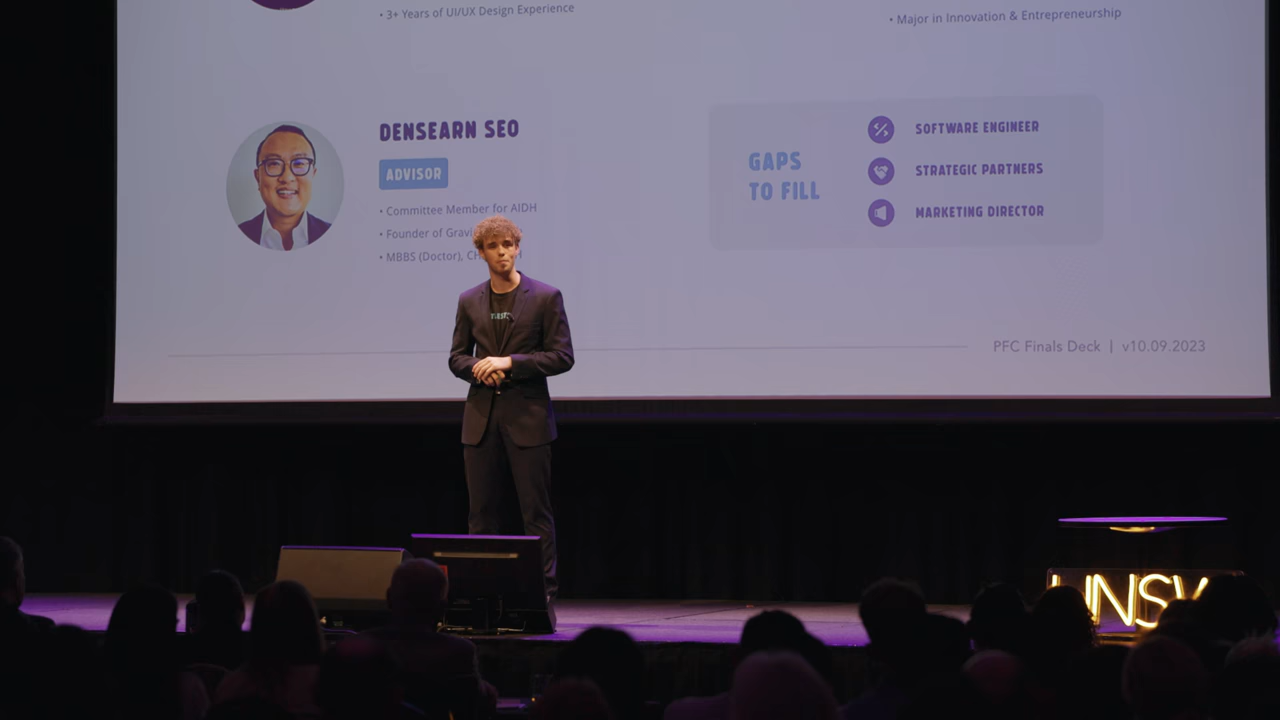 • 3+ Years of UI/UX Design Experience
• Major in Innovation & Entrepreneurship
DENSEARN SEO
ADVISOR
• Committee Member for AIDH
• Founder of
• MBBS (Doctor),
GAPS
TO FILL
SOFTWARE ENGINEER
STRATEGIC PARTNERS
MARKETING DIRECTOR
PFC Finals Deck | v10.09.2023
UNSW